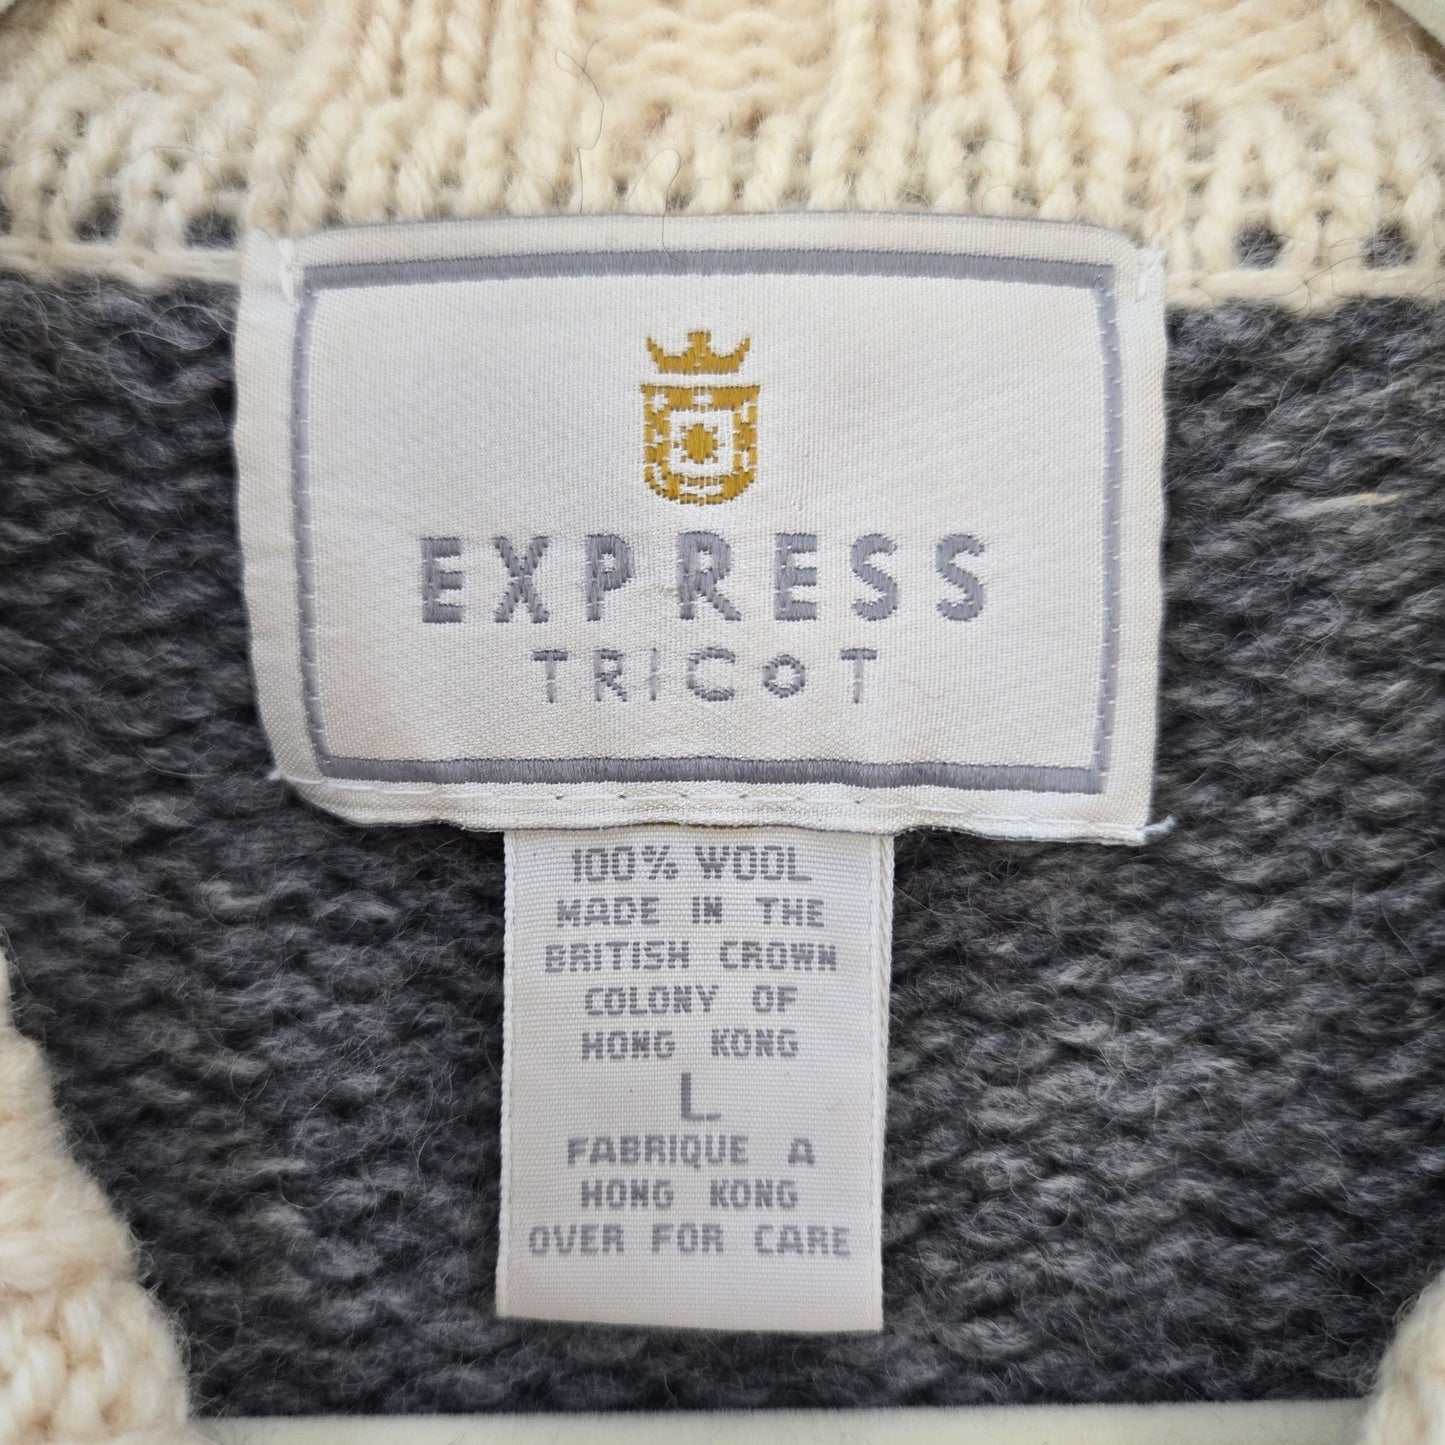 EXPRESS
TRICOT
100% WOOL
MADE IN THE
BRITISH CROWN
COLONY OF
HONG KONG
L
FABRIQUE A
HONG KONG
OVER FOR CARE